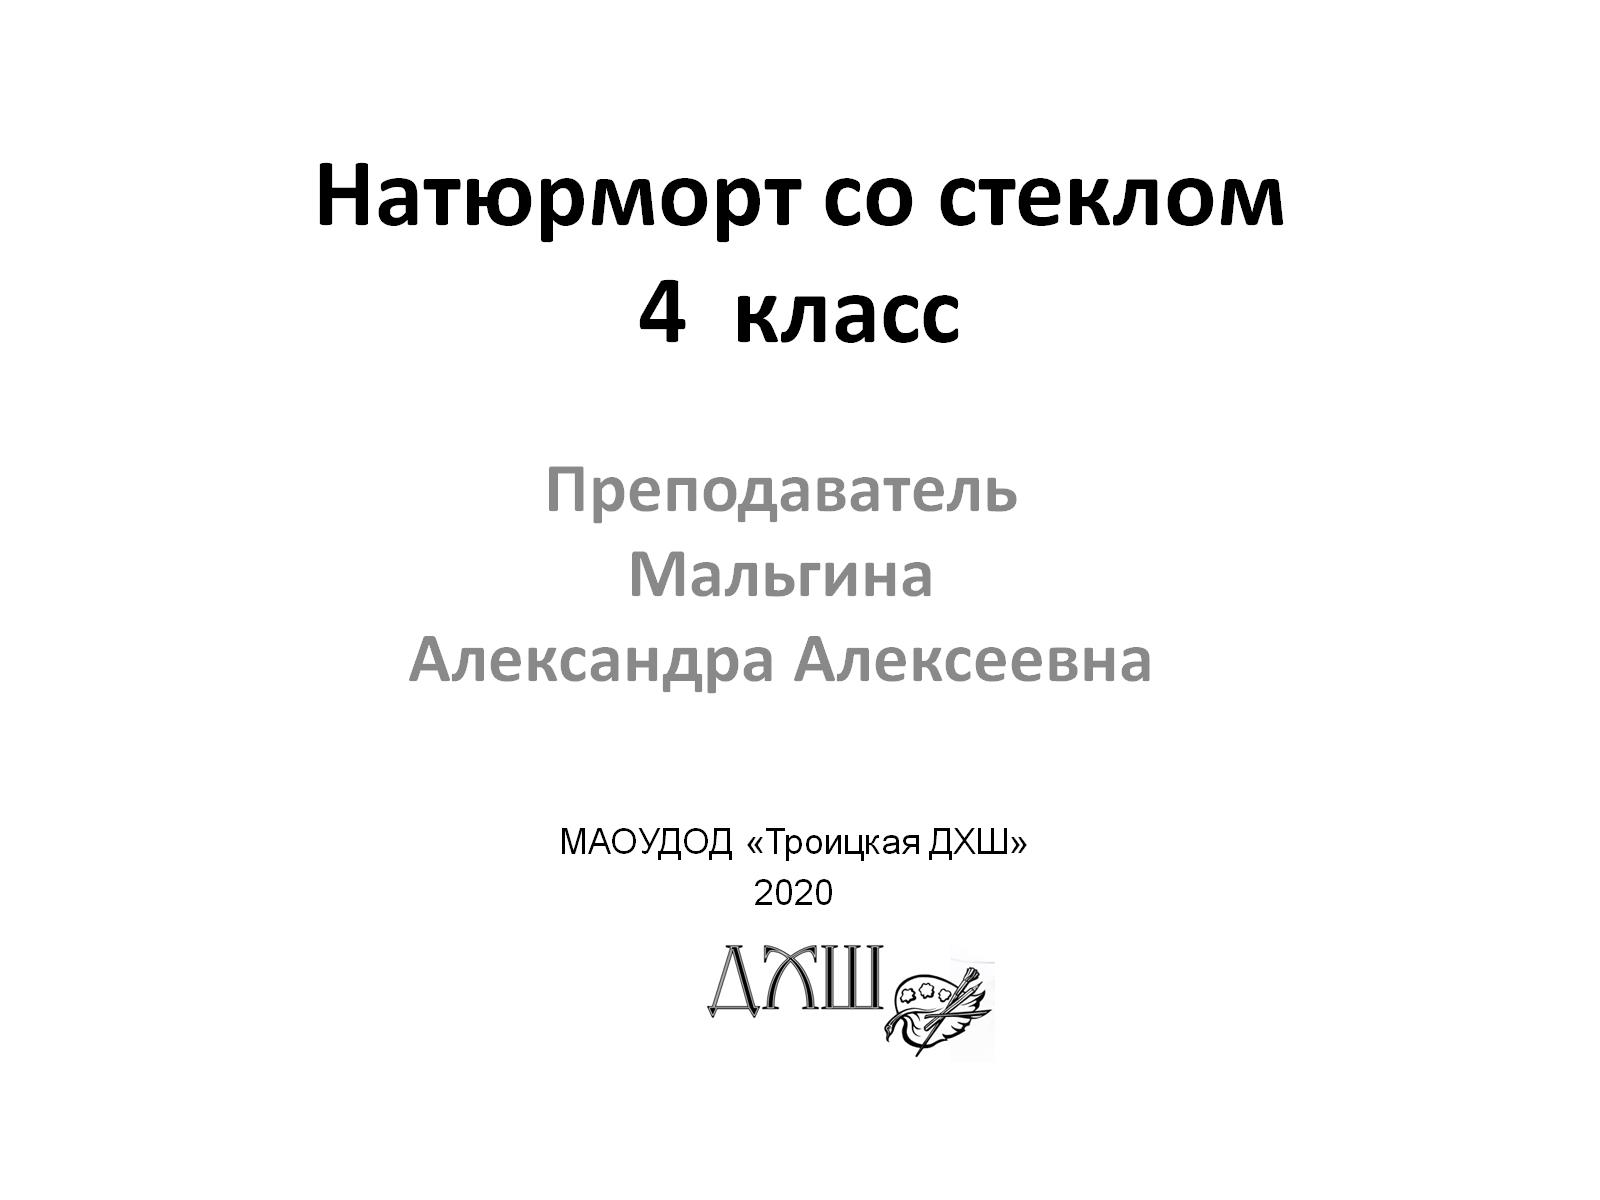 Натюрморт со стеклом
4 класс
Преподаватель
Мальгина
Александра Алексеевна
МАОУДОД «Троицкая ДХШ»
2020
ДХШ